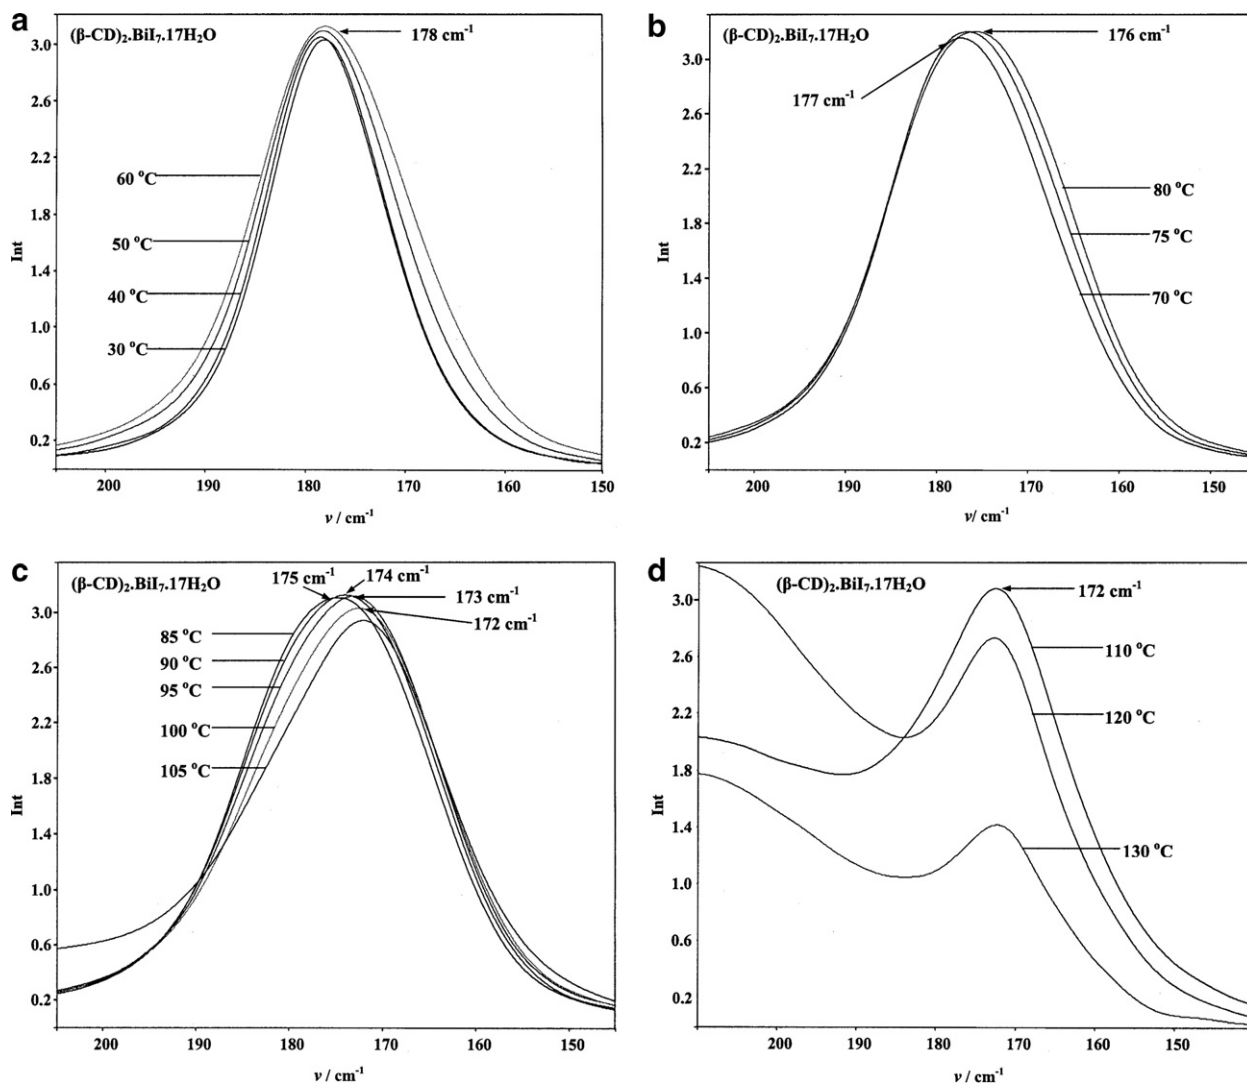 a
(β-CD)₂.BiI₇.17H₂O
178 cm⁻¹
3.0
2.6
2.2
1.8
1.4
1.0
0.6
0.2
Int
60 °C
50 °C
40 °C
30 °C
200 190 180 170 160 150
ν / cm⁻¹
b
(β-CD)₂.BiI₇.17H₂O
176 cm⁻¹
177 cm⁻¹
3.0
2.6
2.2
1.8
1.4
1.0
0.6
0.2
Int
80 °C
75 °C
70 °C
200 190 180 170 160 150
ν/ cm⁻¹
c
(β-CD)₂.BiI₇.17H₂O
175 cm⁻¹
174 cm⁻¹
173 cm⁻¹
172 cm⁻¹
3.0
2.6
2.2
1.8
1.4
1.0
0.6
0.2
Int
85 °C
90 °C
95 °C
100 °C
105 °C
200 190 180 170 160 150
ν / cm⁻¹
d
(β-CD)₂.BiI₇.17H₂O
172 cm⁻¹
3.0
2.6
2.2
1.8
1.4
1.0
0.6
0.2
Int
110 °C
120 °C
130 °C
200 190 180 170 160 150
ν / cm⁻¹